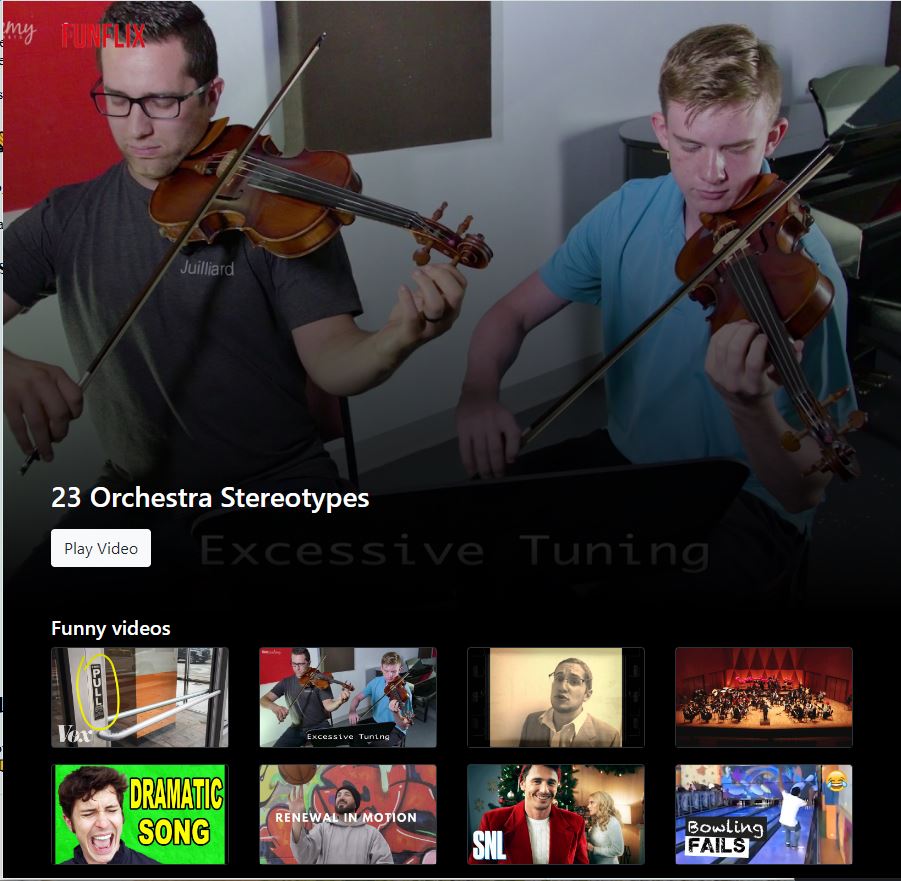 FUNFLIX
Juilliard
23 Orchestra Stereotypes
Play Video
Excessive Tuning
Funny videos
PULL
Vox
Excessive Tuning
DRAMATIC
SONG
RENEWAL IN MOTION
SNL
Bowling
FAILS